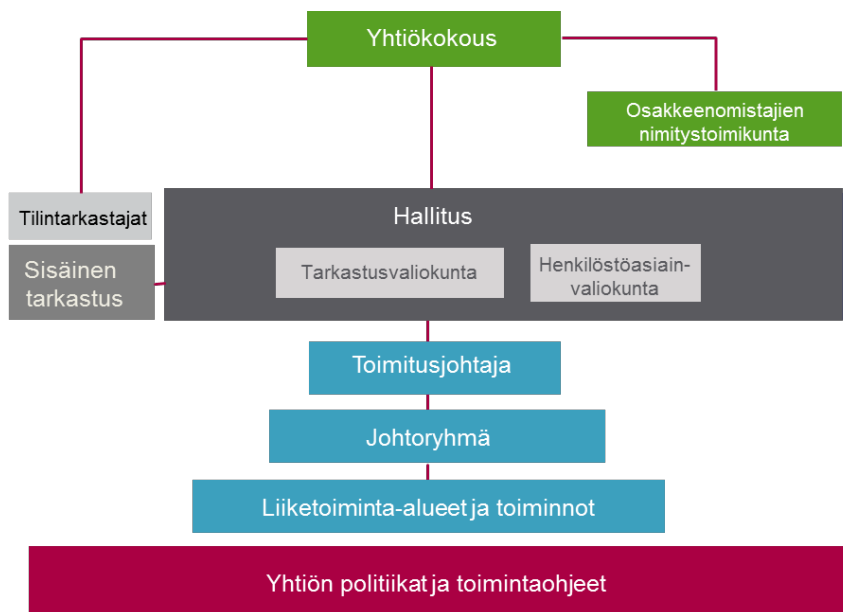 Yhtiökokous
Osakkeenomistajien
nimitystoimikunta
Tilintarkastajat
Hallitus
Sisäinen
tarkastus
Tarkastusvaliokunta
Henkilöstöasiain-
valiokunta
Toimitusjohtaja
Johtoryhmä
Liiketoiminta-alueet ja toiminnot
Yhtiön politiikat ja toimintaohjeet